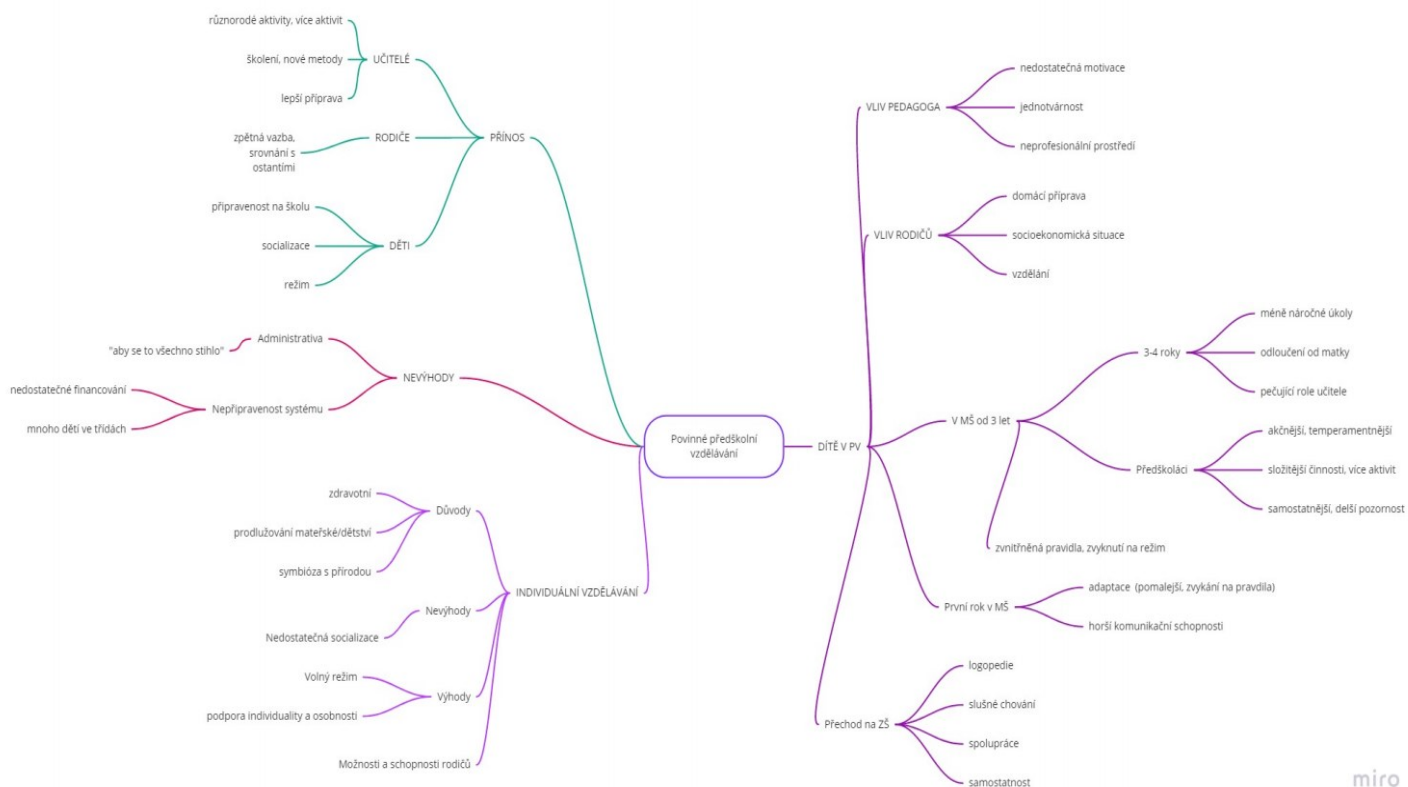 různorodé aktivity, více aktivit
školení, nové metody
lepší příprava
UČITELÉ
zpětná vazba,
srovnání s
ostantími
RODIČE
PŘÍNOS
připravenost na školu
socializace
režim
DĚTI
Administrativa
"aby se to všechno stihlo"
NEVÝHODY
nedostatečné financování
Nepřipravenost systému
mnoho dětí ve třídách
zdravotní
prodlužování mateřské/dětství
symbióza s přírodou
Důvody
INDIVIDUÁLNÍ VZDĚLÁVÁNÍ
Nevýhody
Nedostatečná socializace
Volný režim
podpora individuality a osobnosti
Výhody
Možnosti a schopnosti rodičů
Povinné předškolní
vzdělávání
DÍTĚ V PV
VLIV PEDAGOGA
nedostatečná motivace
jednotvárnost
neprofesionální prostředí
VLIV RODIČŮ
domácí příprava
socioekonomická situace
vzdělání
V MŠ od 3 let
3-4 roky
méně náročné úkoly
odloučení od matky
pečující role učitele
Předškoláci
akčnější, temperamentnější
složitější činnosti, více aktivit
samostatnější, delší pozornost
zvnitřněná pravidla, zvyknutí na režim
První rok v MŠ
adaptace (pomalejší, zvykání na pravdila)
horší komunikační schopnosti
Přechod na ZŠ
logopedie
slušné chování
spolupráce
samostatnost
miro